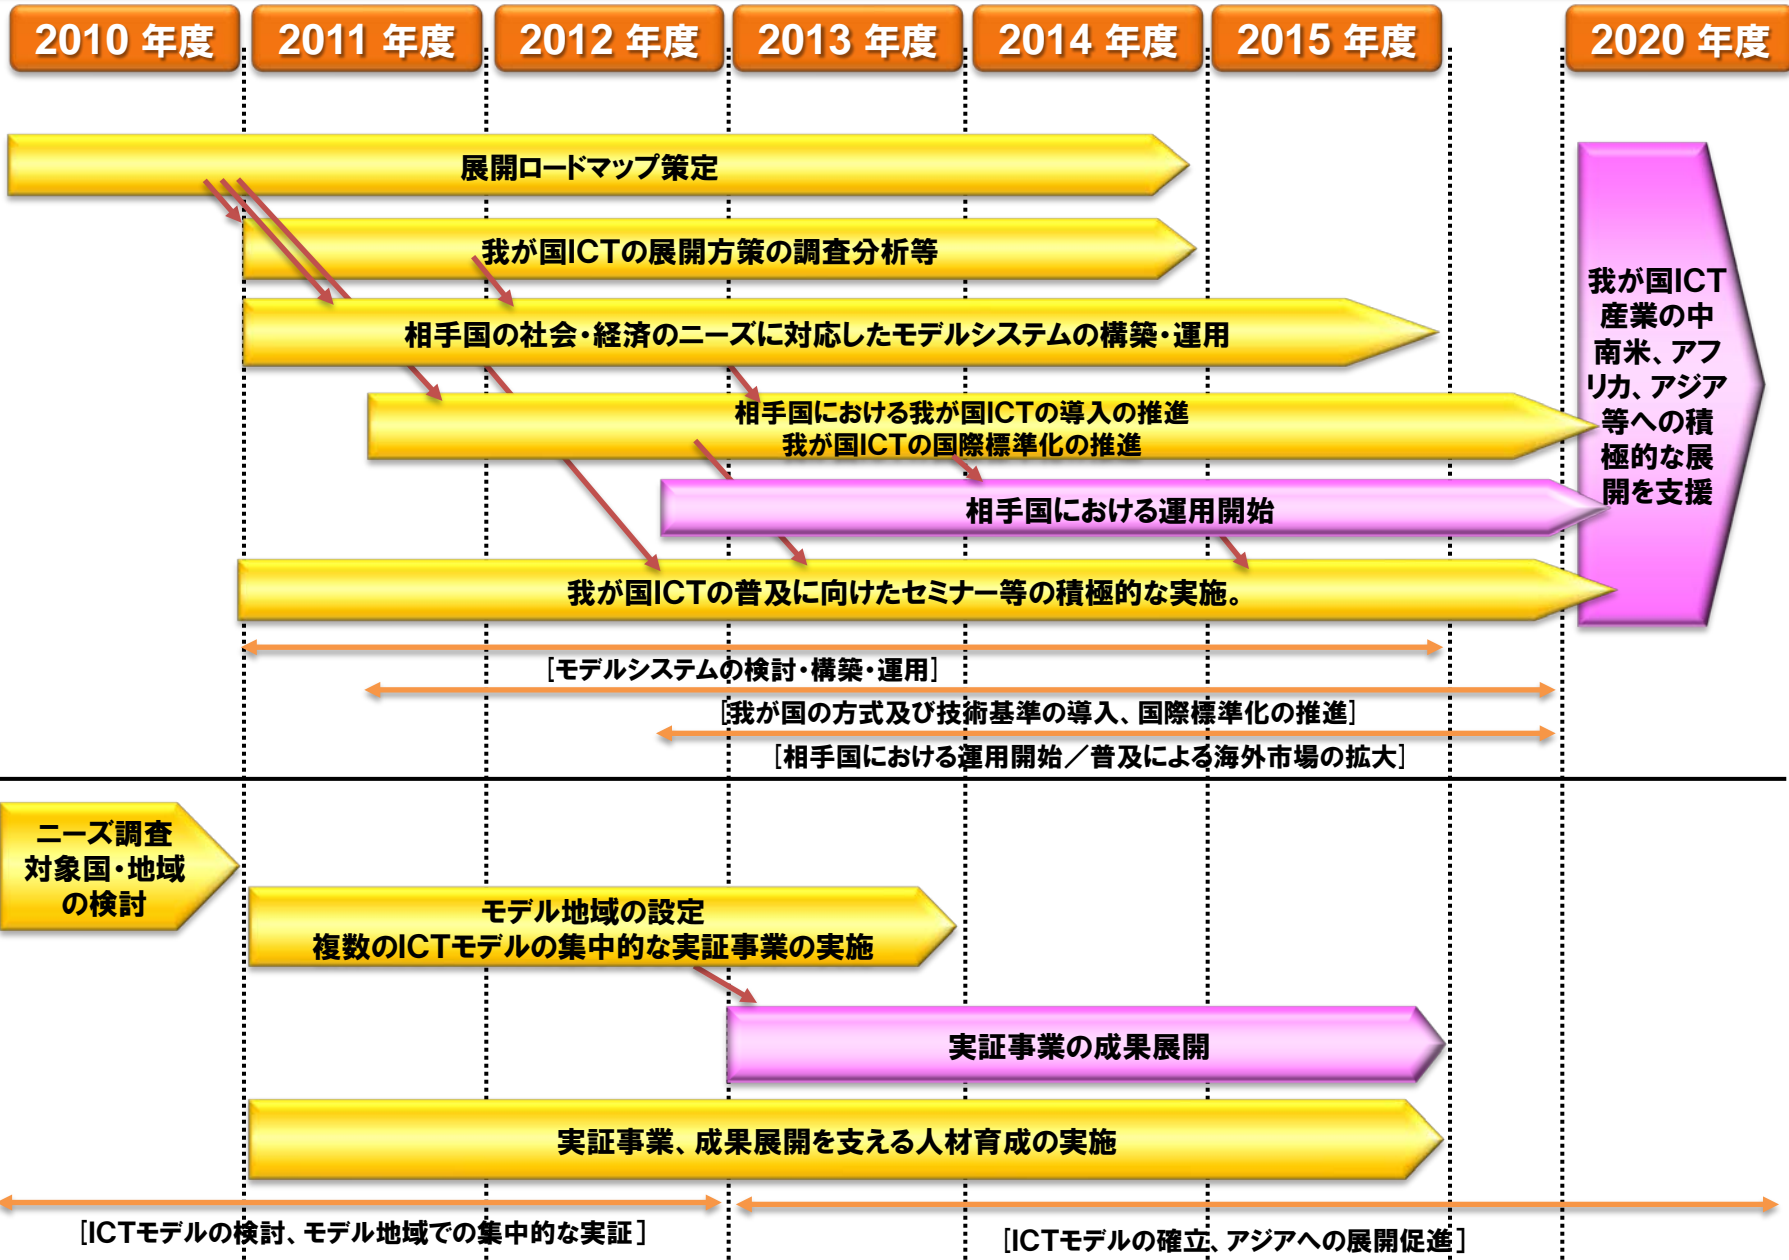 2010 年度
2011 年度
2012 年度
2013 年度
2014 年度
2015 年度
2020 年度
展開ロードマップ策定
我が国ICTの展開方策の調査分析等
相手国の社会・経済のニーズに対応したモデルシステムの構築・運用
相手国における我が国ICTの導入の推進
我が国ICTの国際標準化の推進
相手国における運用開始
我が国ICTの普及に向けたセミナー等の積極的な実施。
我が国ICT
産業の中
南米、アフ
リカ、アジア
等への積
極的な展
開を支援
[モデルシステムの検討・構築・運用]
[我が国の方式及び技術基準の導入、国際標準化の推進]
[相手国における運用開始／普及による海外市場の拡大]
ニーズ調査
対象国・地域
の検討
モデル地域の設定
複数のICTモデルの集中的な実証事業の実施
実証事業の成果展開
実証事業、成果展開を支える人材育成の実施
[ICTモデルの検討、モデル地域での集中的な実証]
[ICTモデルの確立、アジアへの展開促進]